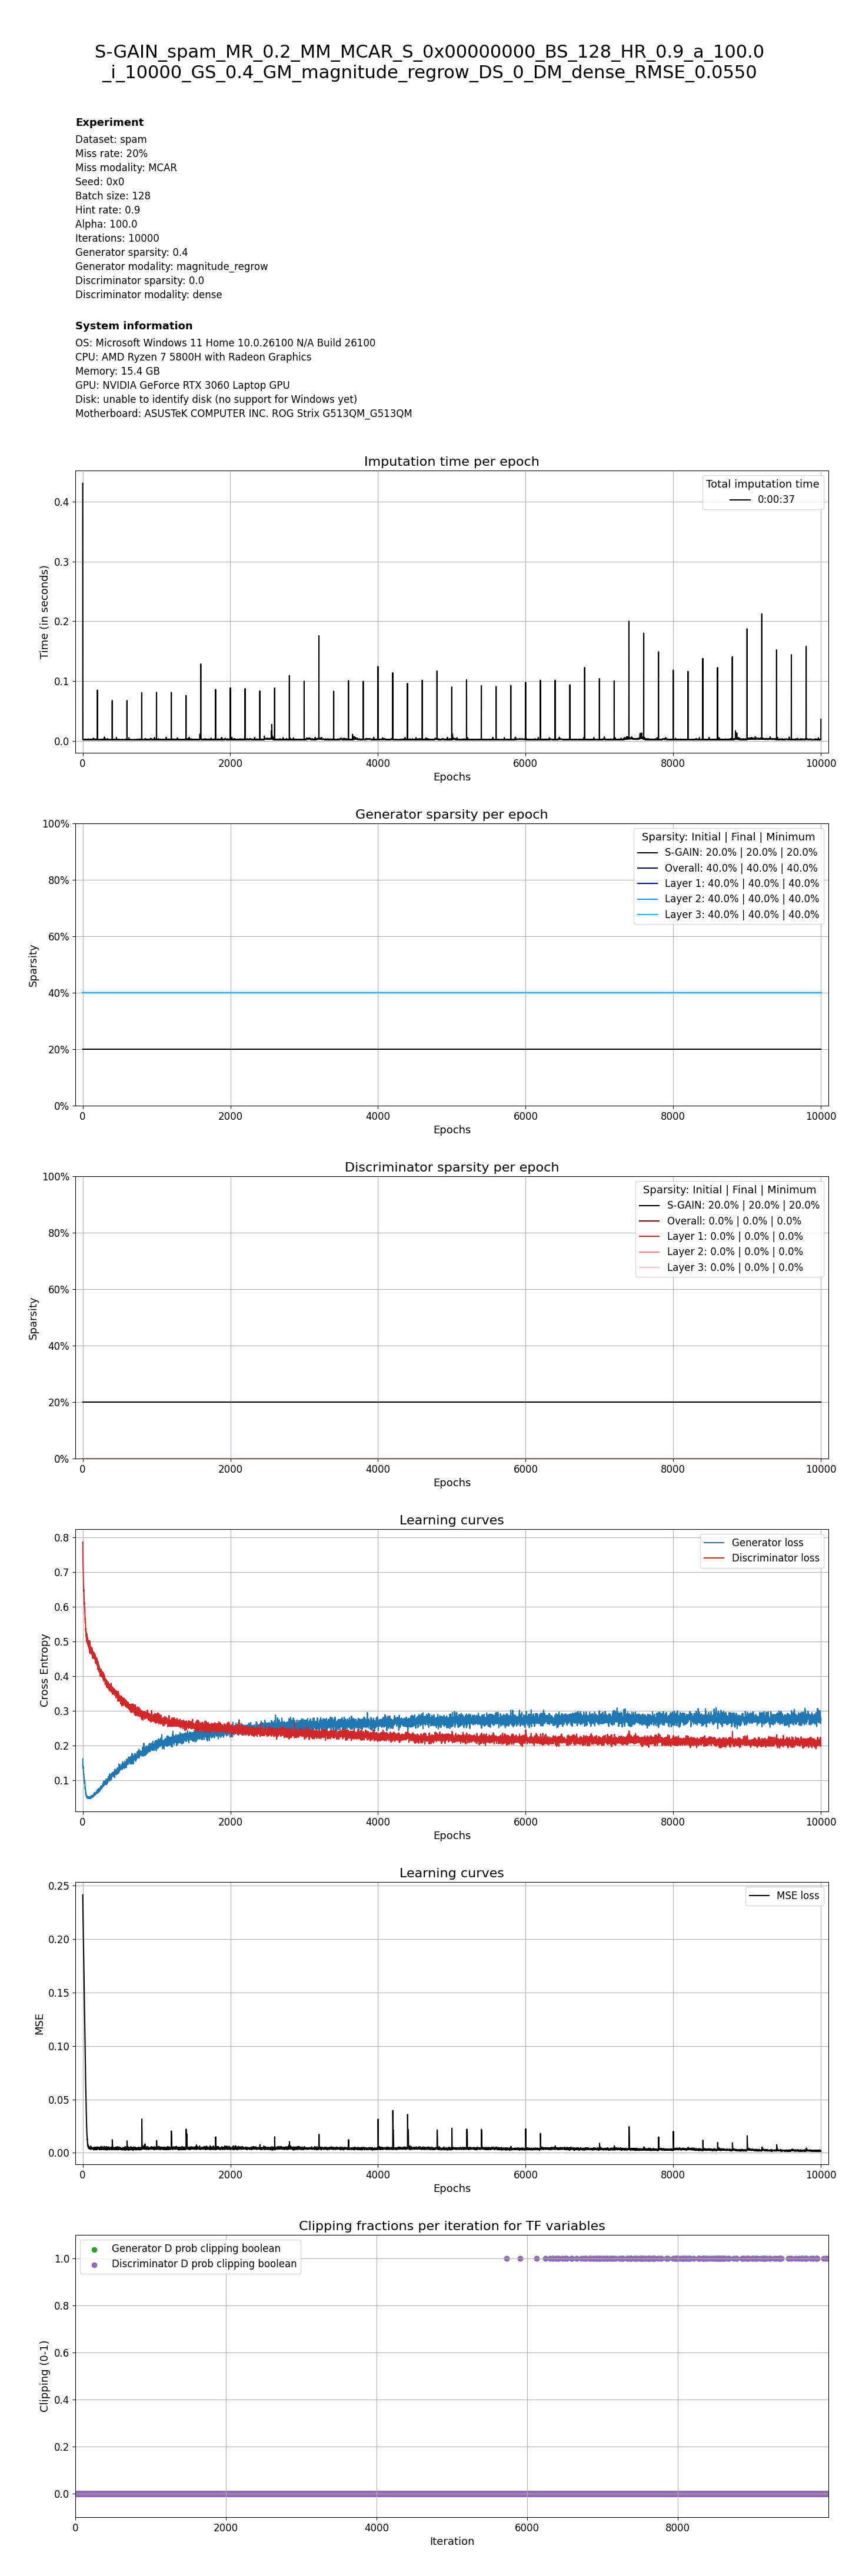 S-GAIN_spam_MR_0.2_MM_MCAR_S_0x00000000_BS_128_HR_0.9_a_100.0
_i_10000_GS_0.4_GM_magnitude_regrow_DS_0_DM_dense_RMSE_0.0550
Experiment
Dataset: spam
Miss rate: 20%
Miss modality: MCAR
Seed: 0x0
Batch size: 128
Hint rate: 0.9
Alpha: 100.0
Iterations: 10000
Generator sparsity: 0.4
Generator modality: magnitude_regrow
Discriminator sparsity: 0.0
Discriminator modality: dense
System information
OS: Microsoft Windows 11 Home 10.0.26100 N/A Build 26100
CPU: AMD Ryzen 7 5800H with Radeon Graphics
Memory: 15.4 GB
GPU: NVIDIA GeForce RTX 3060 Laptop GPU
Disk: unable to identify disk (no support for Windows yet)
Motherboard: ASUSTeK COMPUTER INC. ROG Strix G513QM_G513QM
Imputation time per epoch
Total imputation time
0:00:37
0.4
0.3
0.2
0.1
0.0
Time (in seconds)
0 2000 4000 6000 8000 10000
Epochs
Generator sparsity per epoch
Sparsity: Initial | Final | Minimum
S-GAIN: 20.0% | 20.0% | 20.0%
Overall: 40.0% | 40.0% | 40.0%
Layer 1: 40.0% | 40.0% | 40.0%
Layer 2: 40.0% | 40.0% | 40.0%
Layer 3: 40.0% | 40.0% | 40.0%
100%
80%
60%
40%
20%
0%
Sparsity
0 2000 4000 6000 8000 10000
Epochs
Discriminator sparsity per epoch
Sparsity: Initial | Final | Minimum
S-GAIN: 20.0% | 20.0% | 20.0%
Overall: 0.0% | 0.0% | 0.0%
Layer 1: 0.0% | 0.0% | 0.0%
Layer 2: 0.0% | 0.0% | 0.0%
Layer 3: 0.0% | 0.0% | 0.0%
100%
80%
60%
40%
20%
0%
Sparsity
0 2000 4000 6000 8000 10000
Epochs
Learning curves
Generator loss
Discriminator loss
0.8
0.7
0.6
0.5
0.4
0.3
0.2
0.1
Cross Entropy
0 2000 4000 6000 8000 10000
Epochs
Learning curves
MSE loss
0.25
0.20
0.15
0.10
0.05
0.00
MSE
0 2000 4000 6000 8000 10000
Epochs
Clipping fractions per iteration for TF variables
Generator D prob clipping boolean
Discriminator D prob clipping boolean
1.0
0.8
0.6
0.4
0.2
0.0
Clipping (0-1)
0 2000 4000 6000 8000
Iteration